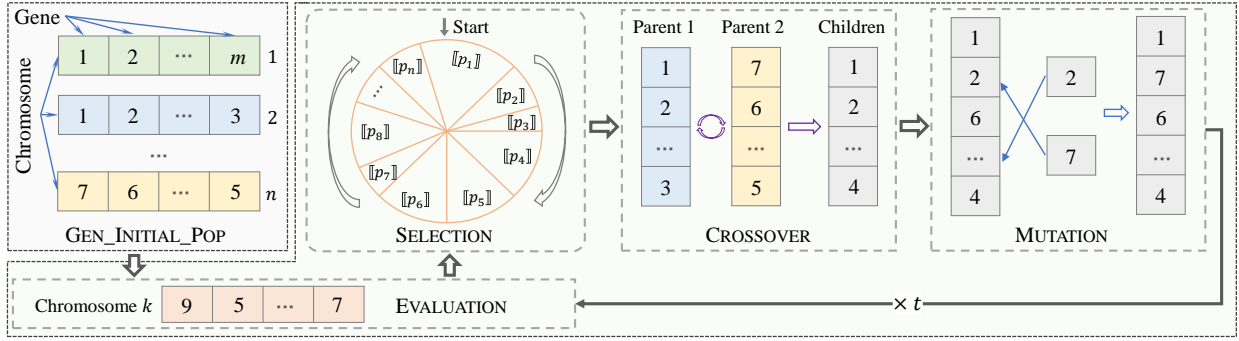 Gene
Chromosome
1 2 ⋯ m 1
1 2 ⋯ 3 2
⋯
7 6 ⋯ 5 n
GEN_INITIAL_POP
Start
⟦p₁⟧
⟦p₂⟧
⟦p₃⟧
⟦p₄⟧
⟦p₅⟧
⟦p₆⟧
⟦p₇⟧
⟦p₈⟧
⋯
⟦pₙ⟧
SELECTION
Parent 1 Parent 2 Children
1 7 1
2 6 2
... ... ...
3 5 4
CROSSOVER
1 1
2 2 7
6 6
... 7 ...
4 4
MUTATION
Chromosome k 9 5 ⋯ 7 EVALUATION
× t